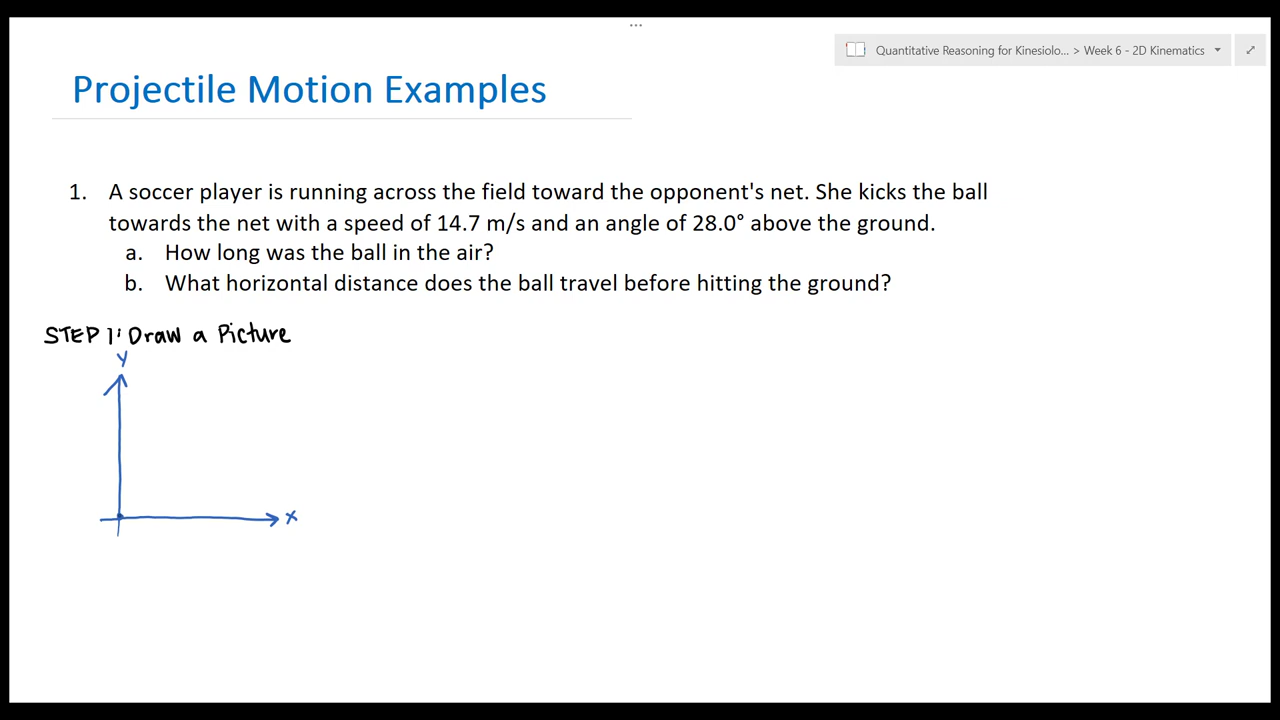 Quantitative Reasoning for Kinesiolo... > Week 6 - 2D Kinematics
Projectile Motion Examples
1. A soccer player is running across the field toward the opponent's net. She kicks the ball
towards the net with a speed of 14.7 m/s and an angle of 28.0° above the ground.
a. How long was the ball in the air?
b. What horizontal distance does the ball travel before hitting the ground?
STEP 1: Draw a Picture
y
x